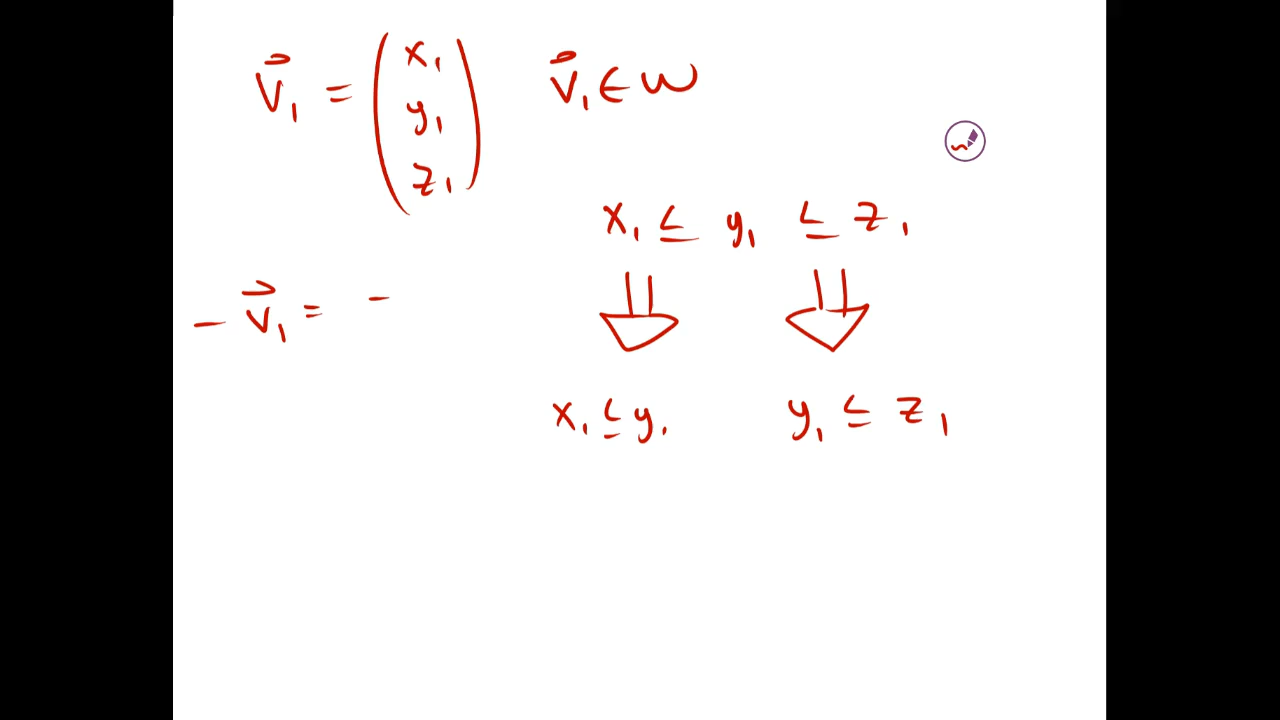 v⃗₁ = (x₁ y₁ z₁) v⃗₁ ∈ W
x₁ ≤ y₁ ≤ z₁
- v⃗₁ = -
x₁ ≤ y₁ y₁ ≤ z₁